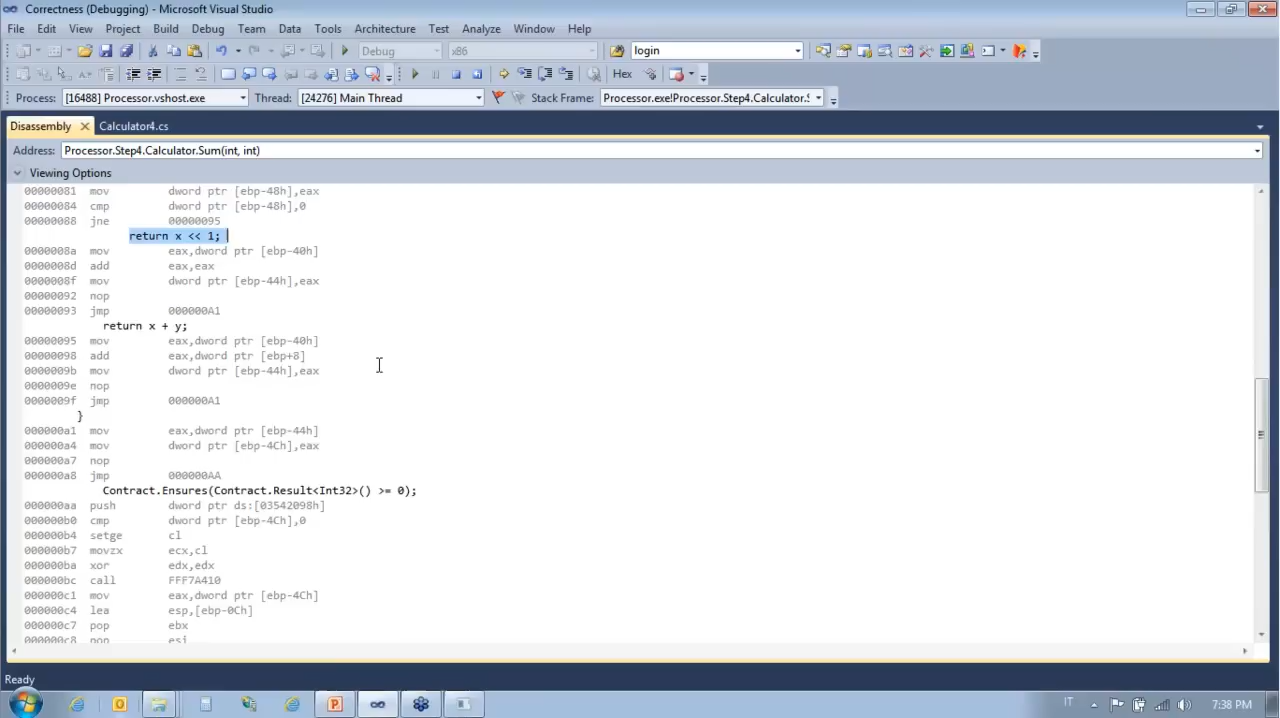 Correctness (Debugging) - Microsoft Visual Studio
File Edit View Project Build Debug Team Data Tools Architecture Test Analyze Window Help
Debug x86 login
Hex
Process: [16488] Processor.vshost.exe Thread: [24276] Main Thread Stack Frame: Processor.exe!Processor.Step4.Calculator.
Disassembly Calculator4.cs
Address: Processor.Step4.Calculator.Sum(int, int)
Viewing Options
00000081 mov dword ptr [ebp-48h],eax
00000084 cmp dword ptr [ebp-48h],0
00000088 jne 00000095
return x << 1;
0000008a mov eax,dword ptr [ebp-40h]
0000008d add eax,eax
0000008f mov dword ptr [ebp-44h],eax
00000092 nop
00000093 jmp 000000A1
return x + y;
00000095 mov eax,dword ptr [ebp-40h]
00000098 add eax,dword ptr [ebp+8]
0000009b mov dword ptr [ebp-44h],eax
0000009e nop
0000009f jmp 000000A1
}
000000a1 mov eax,dword ptr [ebp-44h]
000000a4 mov dword ptr [ebp-4Ch],eax
000000a7 nop
000000a8 jmp 000000AA
Contract.Ensures(Contract.Result<Int32>() >= 0);
000000aa push dword ptr ds:[03542098h]
000000b0 cmp dword ptr [ebp-4Ch],0
000000b4 setge cl
000000b7 movzx ecx,cl
000000ba xor edx,edx
000000bc call FFF7A410
000000c1 mov eax,dword ptr [ebp-4Ch]
000000c4 lea esp,[ebp-0Ch]
000000c7 pop ebx
000000c8 pop esi
Ready
IT 7:38 PM